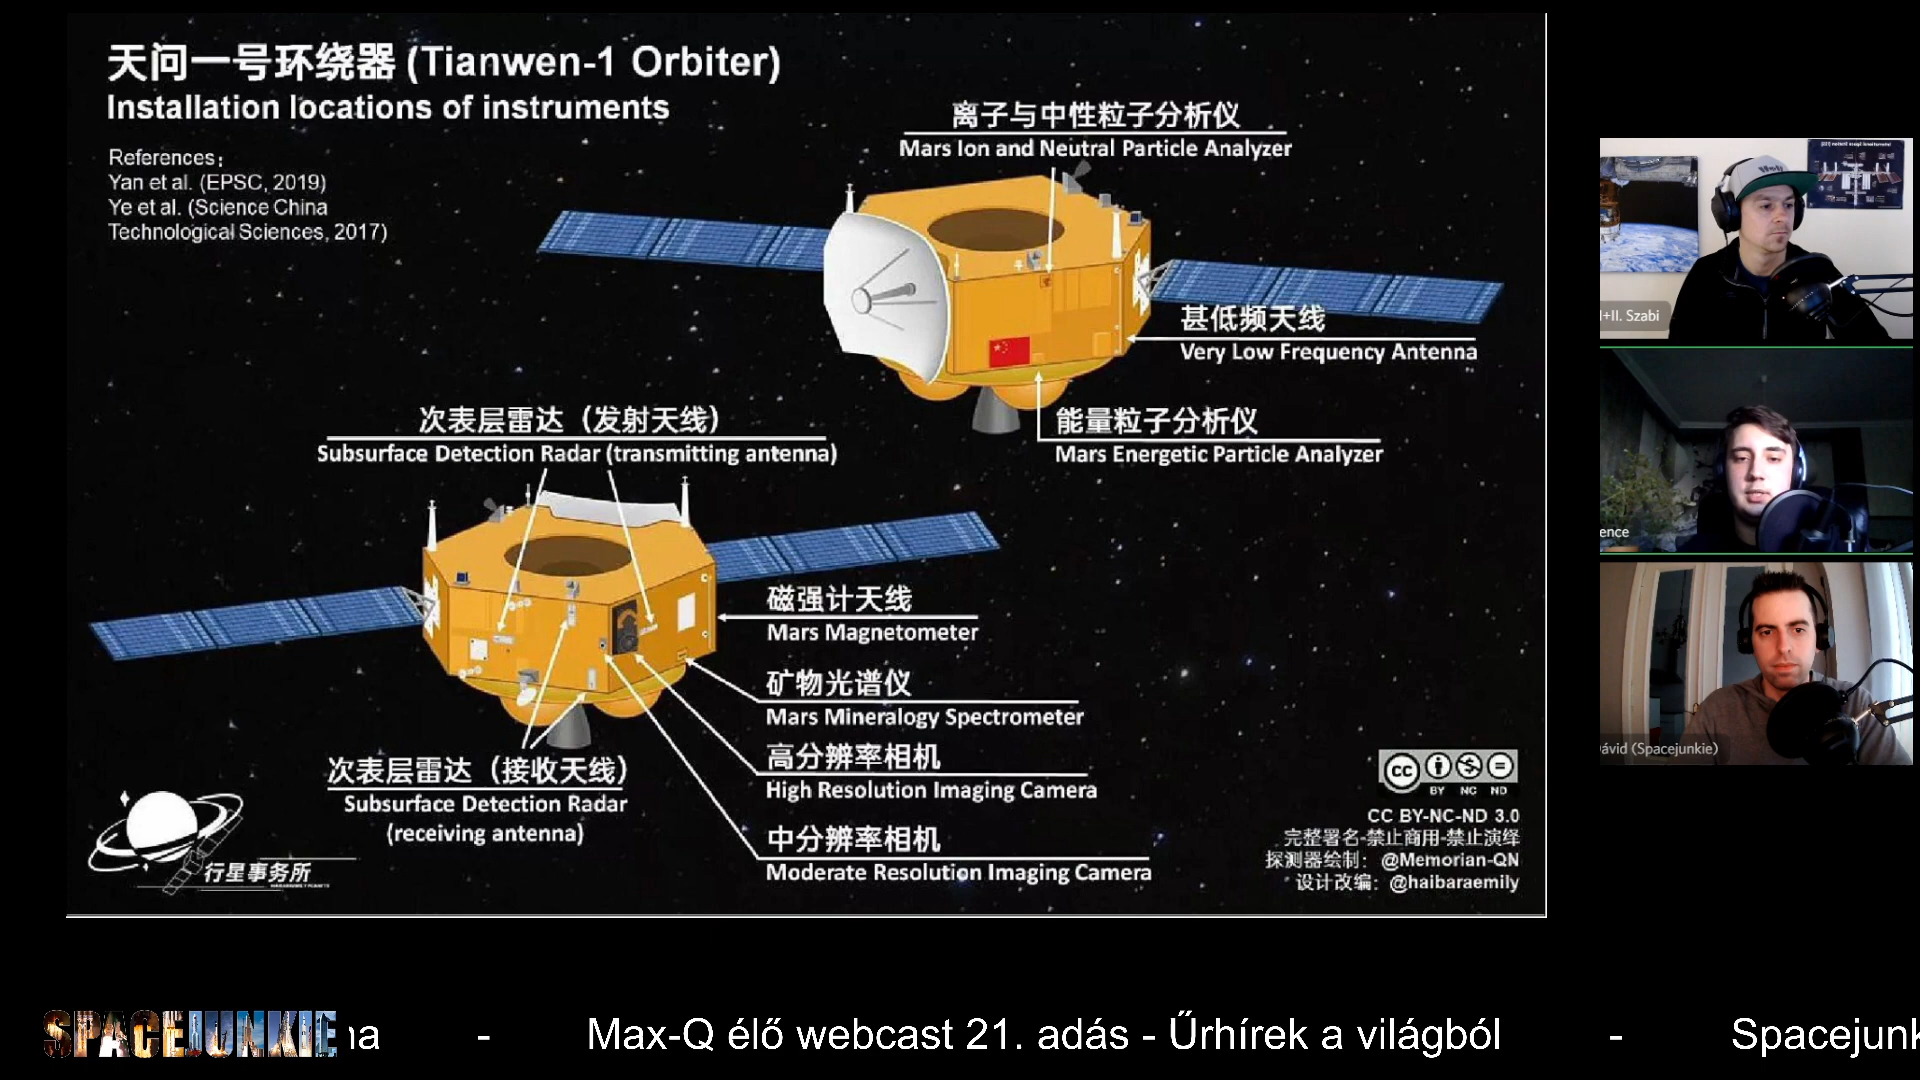 天问一号环绕器 (Tianwen-1 Orbiter)
Installation locations of instruments
References：
Yan et al. (EPSC, 2019)
Ye et al. (Science China
Technological Sciences, 2017)
离子与中性粒子分析仪
Mars Ion and Neutral Particle Analyzer
甚低频天线
Very Low Frequency Antenna
能量粒子分析仪
Mars Energetic Particle Analyzer
次表层雷达（发射天线）
Subsurface Detection Radar (transmitting antenna)
磁强计天线
Mars Magnetometer
矿物光谱仪
Mars Mineralogy Spectrometer
高分辨率相机
High Resolution Imaging Camera
中分辨率相机
Moderate Resolution Imaging Camera
次表层雷达（接收天线）
Subsurface Detection Radar
(receiving antenna)
行星事务所
cc BY NC ND
CC BY-NC-ND 3.0
完整署名-禁止商用-禁止演绎
探测器绘制：@Memorian-QN
设计改编：@haibaraemily
I+II. Szabi
ence
ávid (Spacejunkie)
SPACEJUNKIE
na - Max-Q élő webcast 21. adás - Űrhírek a világból - Spacejunk